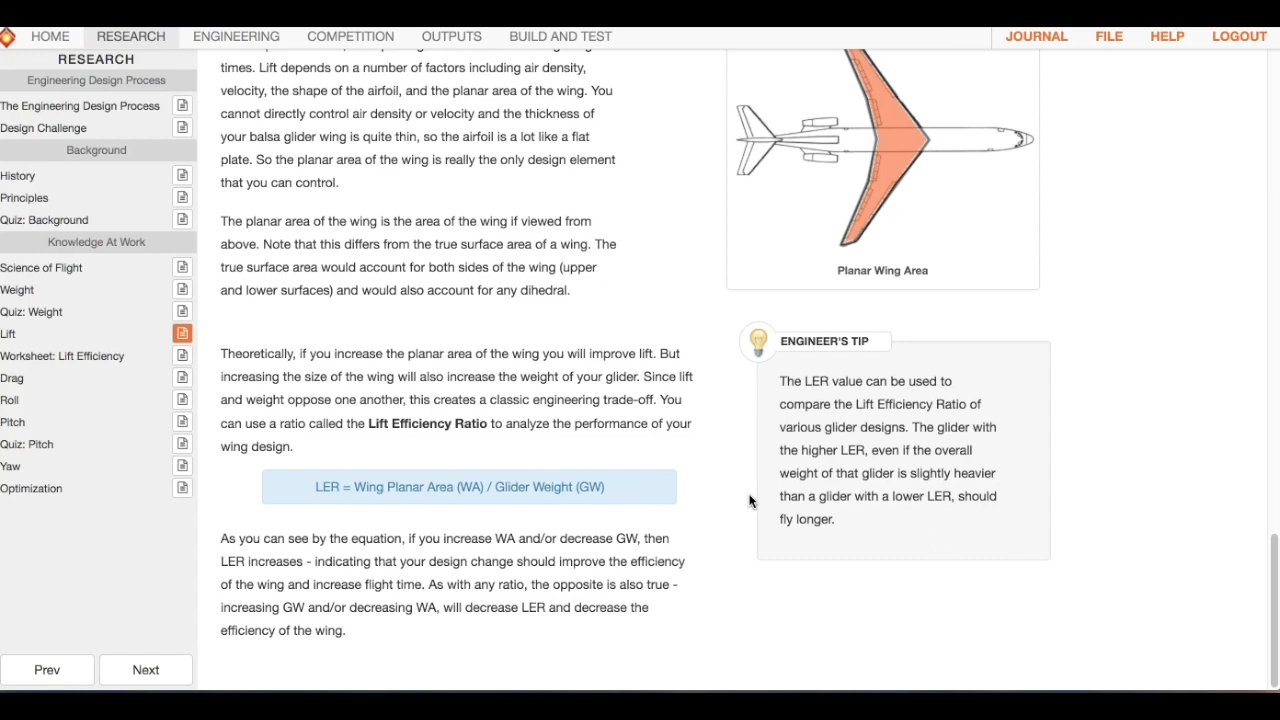 HOME
RESEARCH
ENGINEERING
COMPETITION
OUTPUTS
BUILD AND TEST
JOURNAL
FILE
HELP
LOGOUT
RESEARCH
Engineering Design Process
The Engineering Design Process
Design Challenge
Background
History
Principles
Quiz: Background
Knowledge At Work
Science of Flight
Weight
Quiz: Weight
Lift
Worksheet: Lift Efficiency
Drag
Roll
Pitch
Quiz: Pitch
Yaw
Optimization
Prev
Next
times. Lift depends on a number of factors including air density,
velocity, the shape of the airfoil, and the planar area of the wing. You
cannot directly control air density or velocity and the thickness of
your balsa glider wing is quite thin, so the airfoil is a lot like a flat
plate. So the planar area of the wing is really the only design element
that you can control.
The planar area of the wing is the area of the wing if viewed from
above. Note that this differs from the true surface area of a wing. The
true surface area would account for both sides of the wing (upper
and lower surfaces) and would also account for any dihedral.
Planar Wing Area
Theoretically, if you increase the planar area of the wing you will improve lift. But
increasing the size of the wing will also increase the weight of your glider. Since lift
and weight oppose one another, this creates a classic engineering trade-off. You
can use a ratio called the Lift Efficiency Ratio to analyze the performance of your
wing design.
LER = Wing Planar Area (WA) / Glider Weight (GW)
As you can see by the equation, if you increase WA and/or decrease GW, then
LER increases - indicating that your design change should improve the efficiency
of the wing and increase flight time. As with any ratio, the opposite is also true -
increasing GW and/or decreasing WA, will decrease LER and decrease the
efficiency of the wing.
ENGINEER'S TIP
The LER value can be used to
compare the Lift Efficiency Ratio of
various glider designs. The glider with
the higher LER, even if the overall
weight of that glider is slightly heavier
than a glider with a lower LER, should
fly longer.